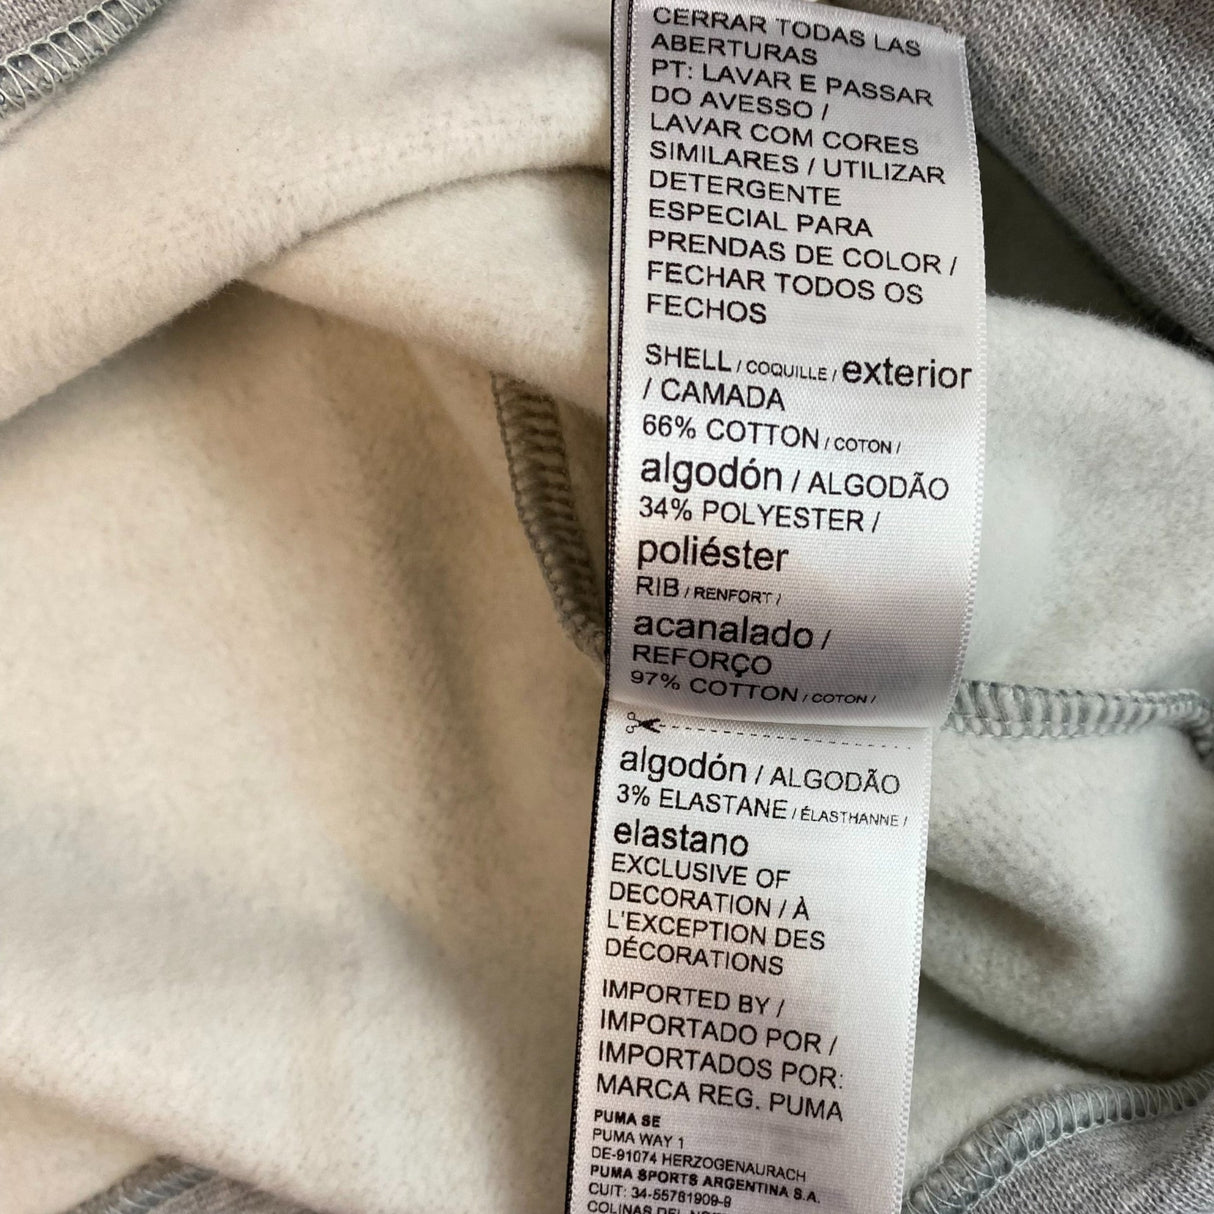 CERRAR TODAS LAS
ABERTURAS
PT: LAVAR E PASSAR
DO AVESSO /
LAVAR COM CORES
SIMILARES / UTILIZAR
DETERGENTE
ESPECIAL PARA
PRENDAS DE COLOR /
FECHAR TODOS OS
FECHOS
SHELL / COQUILLE / exterior
/ CAMADA
66% COTTON / COTON /
algodón / ALGODÃO
34% POLYESTER /
poliéster
RIB / RENFORT /
acanalado /
REFORÇO
97% COTTON / COTON /
algodón / ALGODÃO
3% ELASTANE / ÉLASTHANNE /
elastano
EXCLUSIVE OF
DECORATION / À
L'EXCEPTION DES
DÉCORATIONS
IMPORTED BY /
IMPORTADO POR /
IMPORTADOS POR:
MARCA REG. PUMA
PUMA SE
PUMA WAY 1
DE-91074 HERZOGENAURACH
PUMA SPORTS ARGENTINA S.A.
CUIT: 34-55781909-9
COLINAS DEL